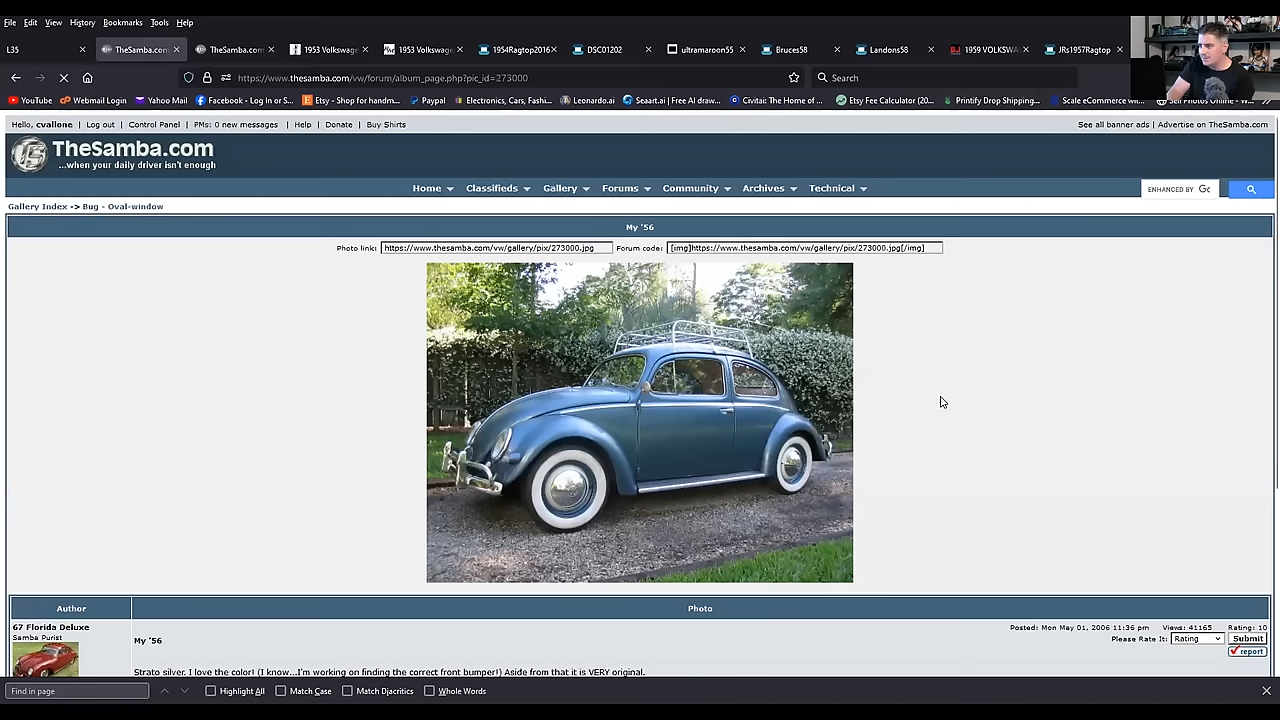 File Edit View History Bookmarks Tools Help
L35 TheSamba.com TheSamba.com 1953 Volkswage 1953 Volkswage 1954Ragtop2016 DSC01202 ultramaroon55 Bruces58 Landons58 1959 VOLKSWA JRs1957Ragtop
https://www.thesamba.com/vw/forum/album_page.php?pic_id=273000 Search
YouTube Webmail Login Yahoo Mail Facebook - Log In or S... Etsy - Shop for handm... Paypal Electronics, Cars, Fashi... Leonardo.ai Seaart.ai | Free AI draw... Civitai: The Home of ... Etsy Fee Calculator (20... Printify Drop Shipping... Scale eCommerce wi...
Hello, cvallone | Log out | Control Panel | PMs: 0 new messages | Help | Donate | Buy Shirts See all banner ads | Advertise on TheSamba.com
TheSamba.com
...when your daily driver isn't enough
Home Classifieds Gallery Forums Community Archives Technical ENHANCED BY Go
Gallery Index -> Bug - Oval-window
My '56
Photo link: https://www.thesamba.com/vw/gallery/pix/273000.jpg Forum code: [img]https://www.thesamba.com/vw/gallery/pix/273000.jpg[/img]
Author Photo
67 Florida Deluxe Posted: Mon May 01, 2006 11:36 pm Views: 41165 Rating: 10
Samba Purist My '56 Please Rate It: Rating Submit
report
Strato silver. I love the color! (I know...I'm working on finding the correct front bumper!) Aside from that it is VERY original.
Find in page Highlight All Match Case Match Diacritics Whole Words